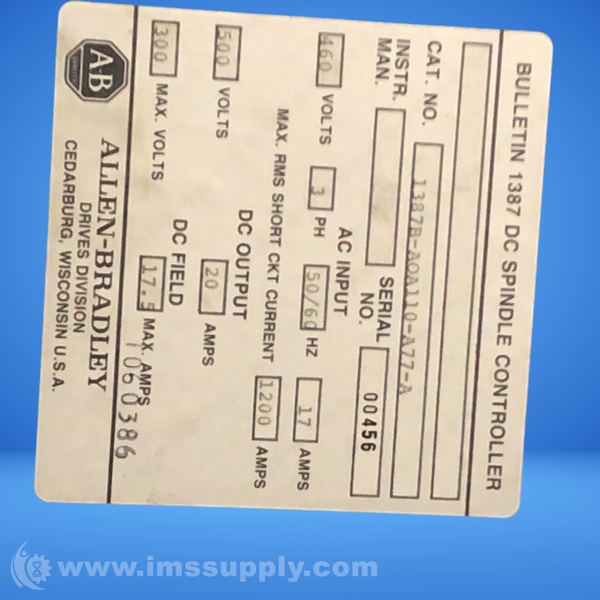 BULLETIN 1387 DC SPINDLE CONTROLLER
CAT. NO. 1387B-AQA110-A77-A
INSTR. MAN.
SERIAL NO. 00456
AC INPUT
460 VOLTS 3 PH 50/60 HZ 17 AMPS
MAX. RMS SHORT CKT CURRENT 1200 AMPS
DC OUTPUT
500 VOLTS 20 AMPS
DC FIELD
300 MAX. VOLTS 17.5 MAX. AMPS
A-B
ALLEN-BRADLEY
DRIVES DIVISION
CEDARBURG, WISCONSIN U.S.A.
1060386
www.imssupply.com